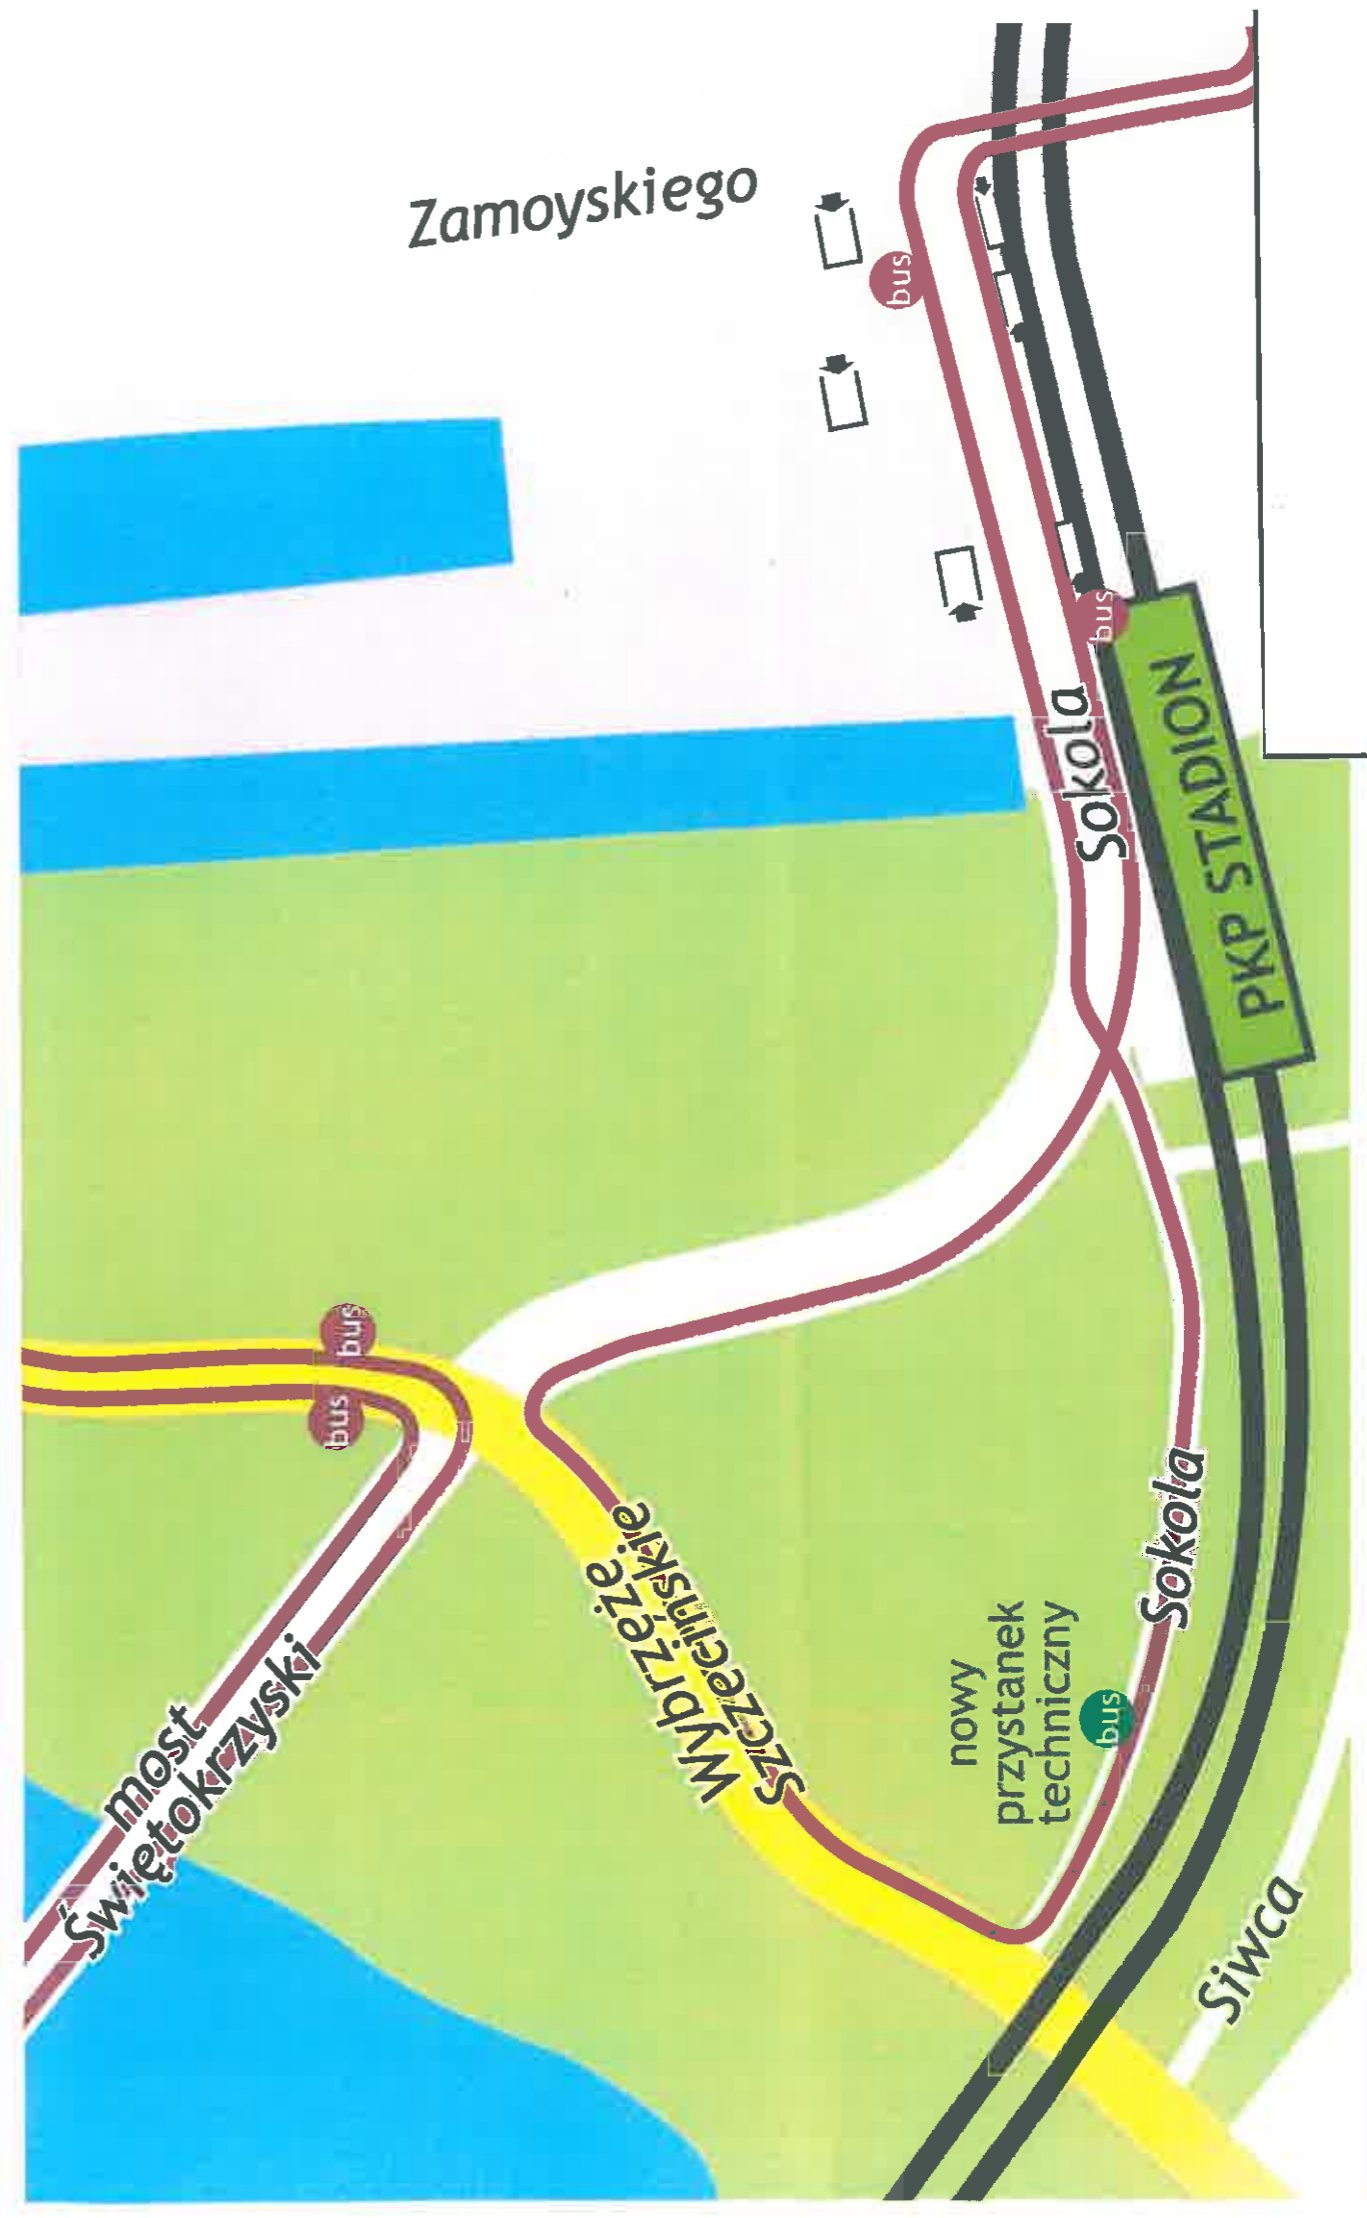 Zamoyskiego
bus
bus
Sokola
PKP STADION
bus
bus
most
Świętokrzyski
Wybrzeże
Szczecińskie
nowy
przystanek
techniczny
bus
Sokola
Siwca